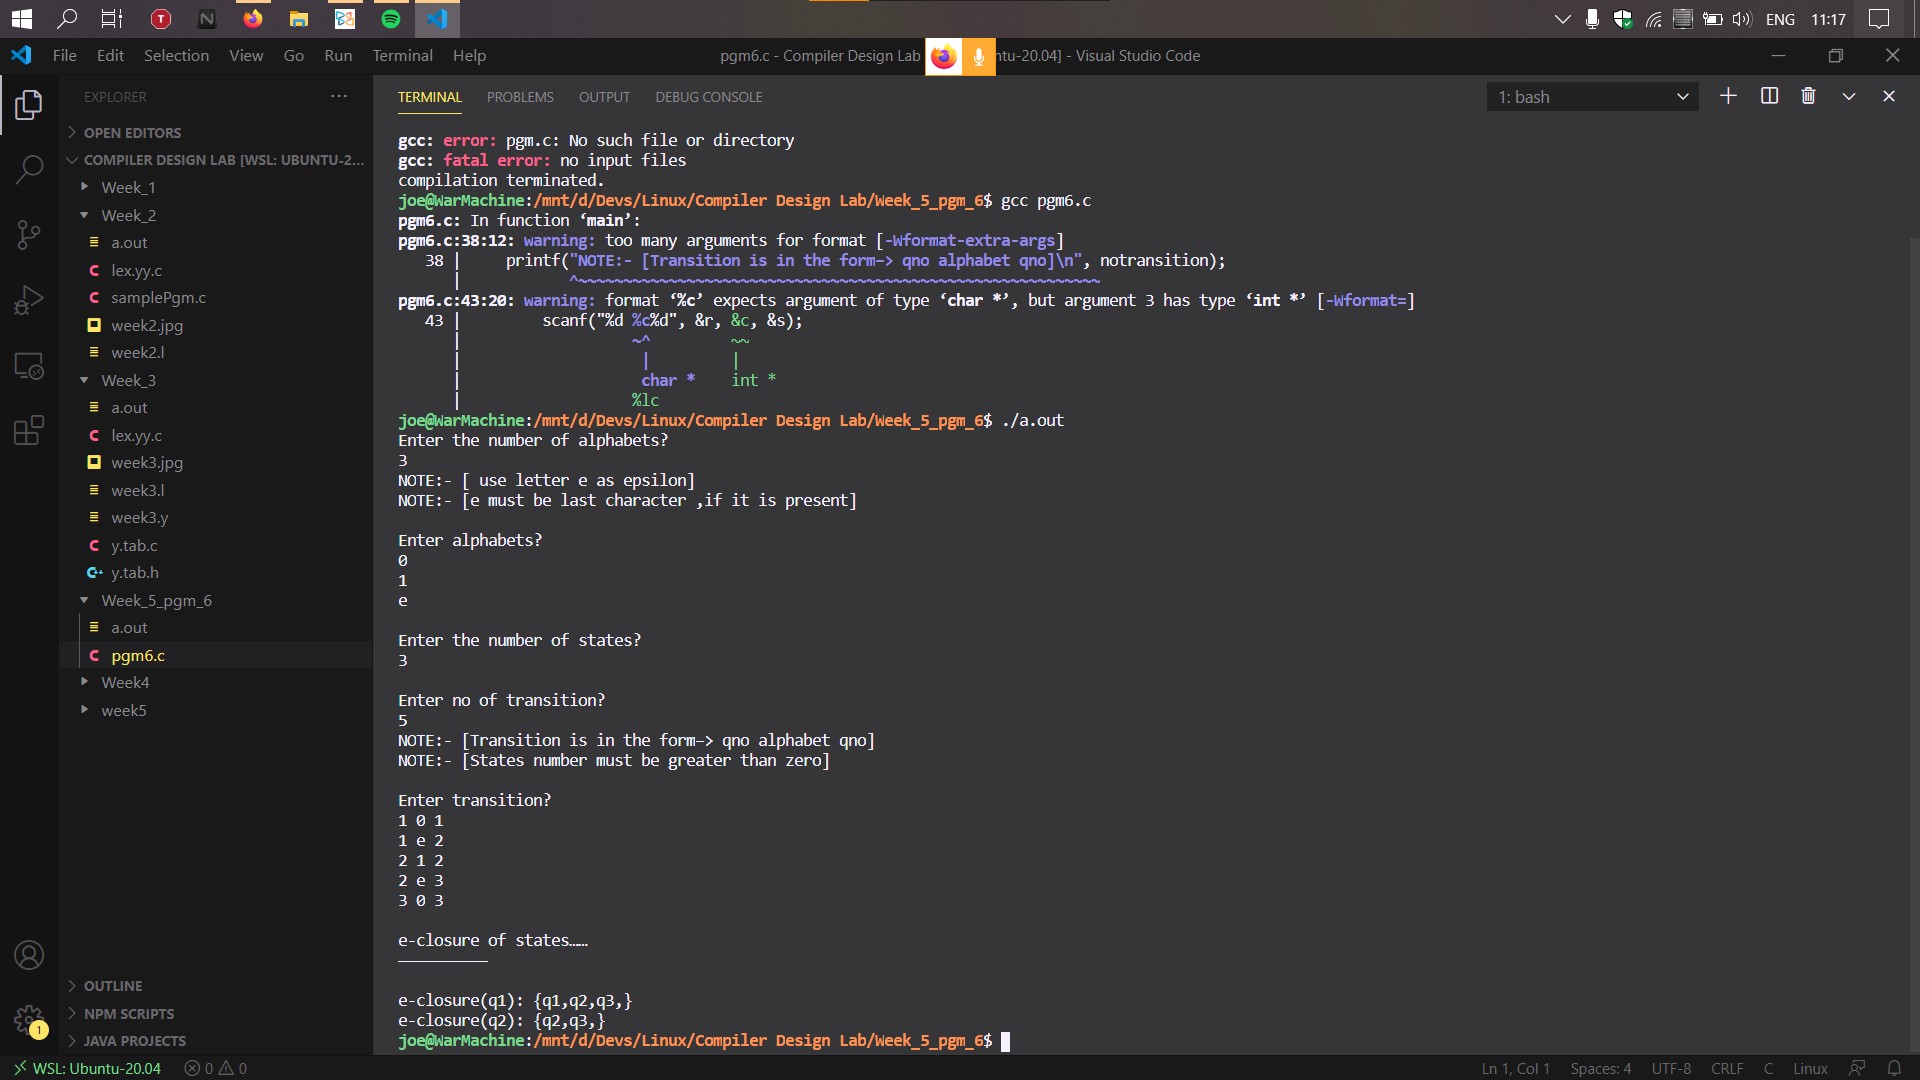 ENG
11:17
File Edit Selection View Go Run Terminal Help
pgm6.c - Compiler Design Lab
tu-20.04] - Visual Studio Code
EXPLORER
OPEN EDITORS
COMPILER DESIGN LAB [WSL: UBUNTU-2...
Week_1
Week_2
a.out
lex.yy.c
samplePgm.c
week2.jpg
week2.l
Week_3
a.out
lex.yy.c
week3.jpg
week3.l
week3.y
y.tab.c
y.tab.h
Week_5_pgm_6
a.out
pgm6.c
Week4
week5
OUTLINE
NPM SCRIPTS
JAVA PROJECTS
TERMINAL PROBLEMS OUTPUT DEBUG CONSOLE
1: bash
gcc: error: pgm.c: No such file or directory
gcc: fatal error: no input files
compilation terminated.
joe@WarMachine:/mnt/d/Devs/Linux/Compiler Design Lab/Week_5_pgm_6$ gcc pgm6.c
pgm6.c: In function ‘main’:
pgm6.c:38:12: warning: too many arguments for format [-Wformat-extra-args]
38 | printf("NOTE:- [Transition is in the form–> qno alphabet qno]\n", notransition);
| ^~~~~~~~~~~~~~~~~~~~~~~~~~~~~~~~~~~~~~~~~~~~~~~~~~~~~~~~~~~
pgm6.c:43:20: warning: format ‘%c’ expects argument of type ‘char *’, but argument 3 has type ‘int *’ [-Wformat=]
43 | scanf("%d %c%d", &r, &c, &s);
| ~^ ~~
| | |
| char * int *
| %lc
joe@WarMachine:/mnt/d/Devs/Linux/Compiler Design Lab/Week_5_pgm_6$ ./a.out
Enter the number of alphabets?
3
NOTE:- [ use letter e as epsilon]
NOTE:- [e must be last character ,if it is present]
Enter alphabets?
0
1
e
Enter the number of states?
3
Enter no of transition?
5
NOTE:- [Transition is in the form–> qno alphabet qno]
NOTE:- [States number must be greater than zero]
Enter transition?
1 0 1
1 e 2
2 1 2
2 e 3
3 0 3
e-closure of states……
——————————
e-closure(q1): {q1,q2,q3,}
e-closure(q2): {q2,q3,}
joe@WarMachine:/mnt/d/Devs/Linux/Compiler Design Lab/Week_5_pgm_6$
1
WSL: Ubuntu-20.04 0 0
Ln 1, Col 1 Spaces: 4 UTF-8 CRLF C Linux